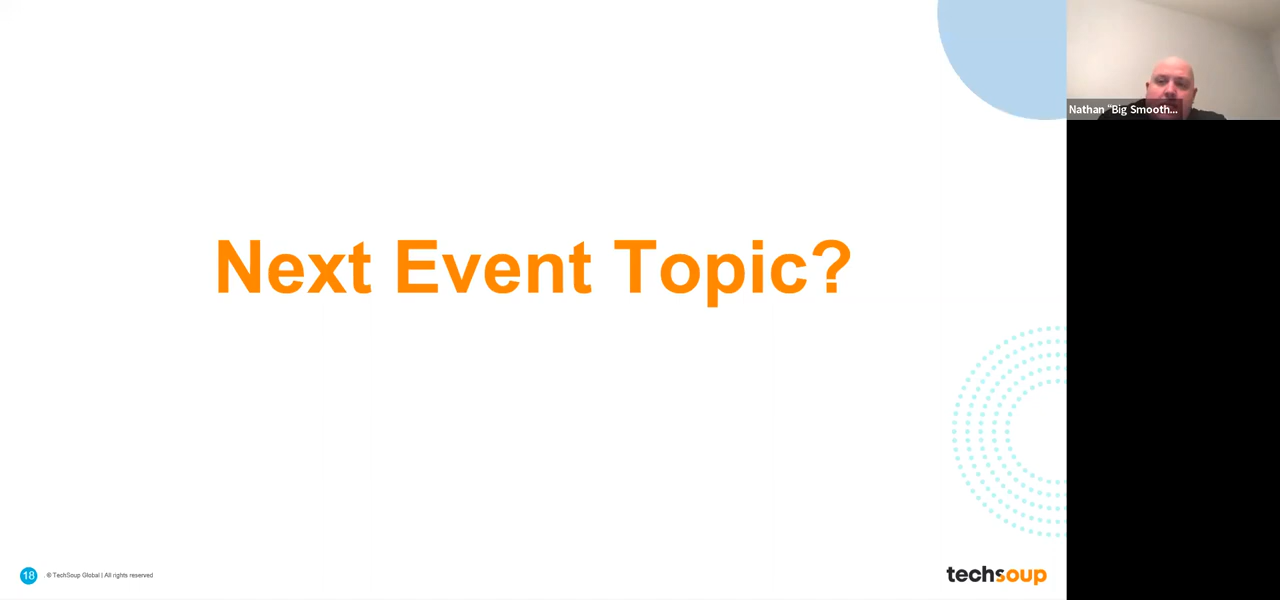 Nathan "Big Smooth...
Next Event Topic?
18 © TechSoup Global | All rights reserved
techsoup